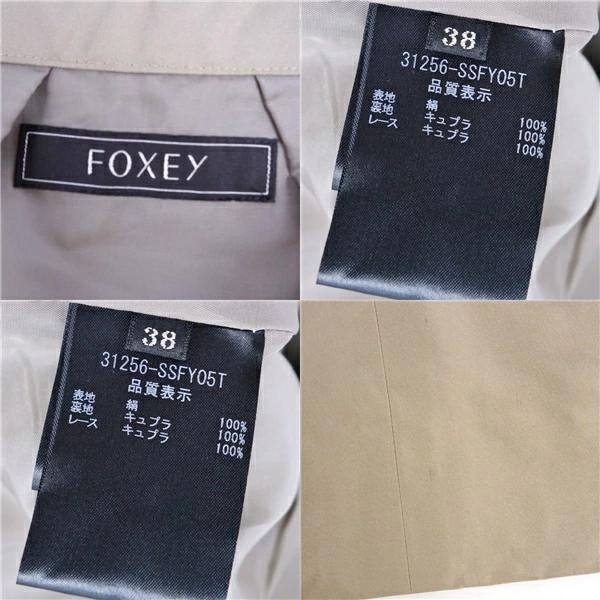 FOXEY
38
31256-SSFY05T
品質表示
表地 絹 100%
裏地 キュプラ 100%
レース キュプラ 100%
38
31256-SSFY05T
品質表示
表地 絹 100%
裏地 キュプラ 100%
レース キュプラ 100%